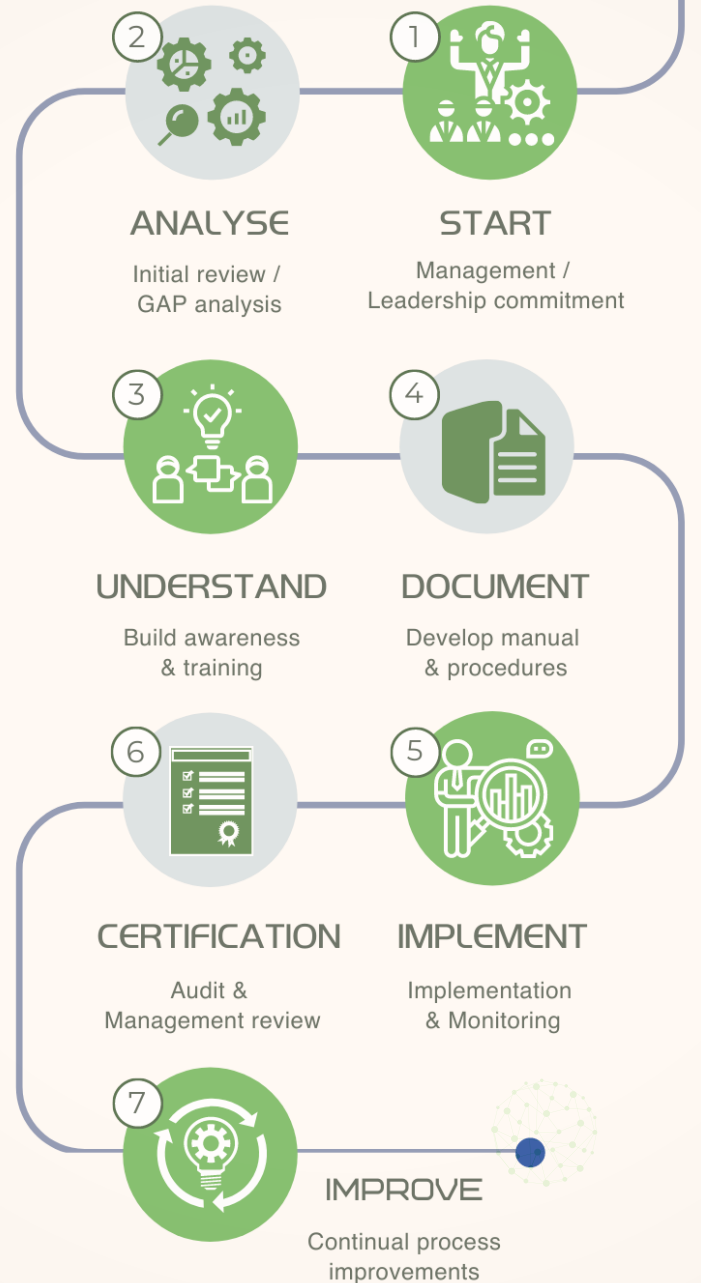 1
START
Management /
Leadership commitment
2
ANALYSE
Initial review /
GAP analysis
3
UNDERSTAND
Build awareness
& training
4
DOCUMENT
Develop manual
& procedures
5
IMPLEMENT
Implementation
& Monitoring
6
CERTIFICATION
Audit &
Management review
7
IMPROVE
Continual process
improvements